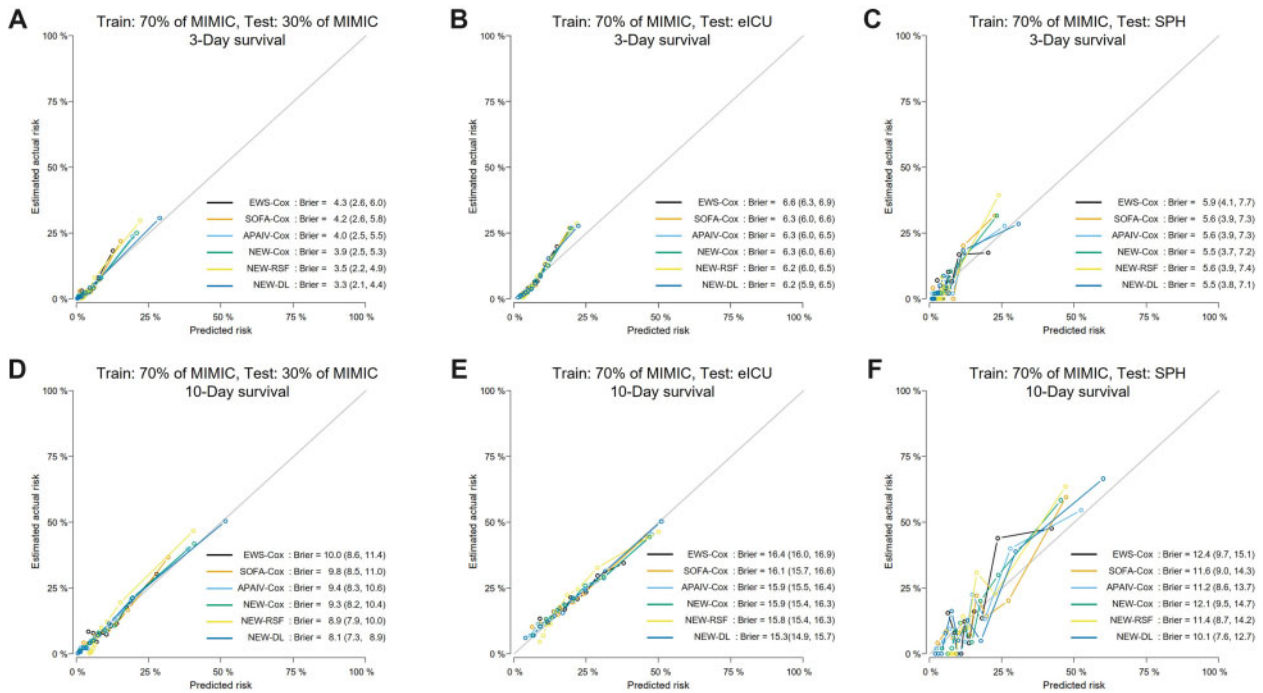 A
Train: 70% of MIMIC, Test: 30% of MIMIC
3-Day survival
100 %
75 %
50 %
25 %
0 %
Estimated actual risk
EWS-Cox : Brier = 4.3 (2.6, 6.0)
SOFA-Cox : Brier = 4.2 (2.6, 5.8)
APAIV-Cox : Brier = 4.0 (2.5, 5.5)
NEW-Cox : Brier = 3.9 (2.5, 5.3)
NEW-RSF : Brier = 3.5 (2.2, 4.9)
NEW-DL : Brier = 3.3 (2.1, 4.4)
0 % 25 % 50 % 75 % 100 %
Predicted risk
B
Train: 70% of MIMIC, Test: eICU
3-Day survival
100 %
75 %
50 %
25 %
0 %
Estimated actual risk
EWS-Cox : Brier = 6.6 (6.3, 6.9)
SOFA-Cox : Brier = 6.3 (6.0, 6.6)
APAIV-Cox : Brier = 6.3 (6.0, 6.5)
NEW-Cox : Brier = 6.3 (6.0, 6.6)
NEW-RSF : Brier = 6.2 (6.0, 6.5)
NEW-DL : Brier = 6.2 (5.9, 6.5)
0 % 25 % 50 % 75 % 100 %
Predicted risk
C
Train: 70% of MIMIC, Test: SPH
3-Day survival
100 %
75 %
50 %
25 %
0 %
Estimated actual risk
EWS-Cox : Brier = 5.9 (4.1, 7.7)
SOFA-Cox : Brier = 5.6 (3.9, 7.3)
APAIV-Cox : Brier = 5.6 (3.9, 7.3)
NEW-Cox : Brier = 5.5 (3.7, 7.2)
NEW-RSF : Brier = 5.6 (3.9, 7.4)
NEW-DL : Brier = 5.5 (3.8, 7.1)
0 % 25 % 50 % 75 % 100 %
Predicted risk
D
Train: 70% of MIMIC, Test: 30% of MIMIC
10-Day survival
100 %
75 %
50 %
25 %
0 %
Estimated actual risk
EWS-Cox : Brier = 10.0 (8.6, 11.4)
SOFA-Cox : Brier = 9.8 (8.5, 11.0)
APAIV-Cox : Brier = 9.4 (8.3, 10.6)
NEW-Cox : Brier = 9.3 (8.2, 10.4)
NEW-RSF : Brier = 8.9 (7.9, 10.0)
NEW-DL : Brier = 8.1 (7.3, 8.9)
0 % 25 % 50 % 75 % 100 %
Predicted risk
E
Train: 70% of MIMIC, Test: eICU
10-Day survival
100 %
75 %
50 %
25 %
0 %
Estimated actual risk
EWS-Cox : Brier = 16.4 (16.0, 16.9)
SOFA-Cox : Brier = 16.1 (15.7, 16.6)
APAIV-Cox : Brier = 15.9 (15.5, 16.4)
NEW-Cox : Brier = 15.9 (15.4, 16.3)
NEW-RSF : Brier = 15.8 (15.4, 16.3)
NEW-DL : Brier = 15.3(14.9, 15.7)
0 % 25 % 50 % 75 % 100 %
Predicted risk
F
Train: 70% of MIMIC, Test: SPH
10-Day survival
100 %
75 %
50 %
25 %
0 %
Estimated actual risk
EWS-Cox : Brier = 12.4 (9.7, 15.1)
SOFA-Cox : Brier = 11.6 (9.0, 14.3)
APAIV-Cox : Brier = 11.2 (8.6, 13.7)
NEW-Cox : Brier = 12.1 (9.5, 14.7)
NEW-RSF : Brier = 11.4 (8.7, 14.2)
NEW-DL : Brier = 10.1 (7.6, 12.7)
0 % 25 % 50 % 75 % 100 %
Predicted risk